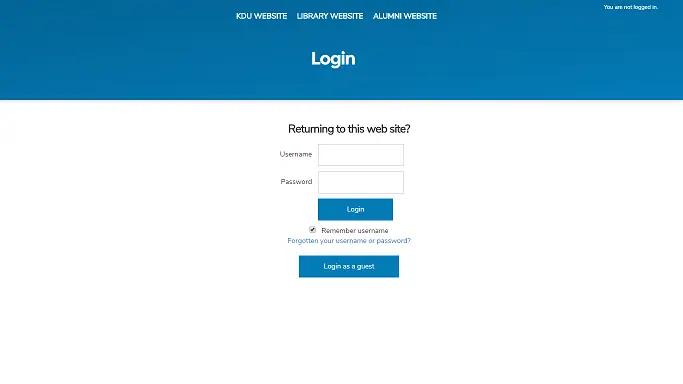 You are not logged in.
KDU WEBSITE LIBRARY WEBSITE ALUMNI WEBSITE
Login
Returning to this web site?
Username
Password
Login
Remember username
Forgotten your username or password?
Login as a guest